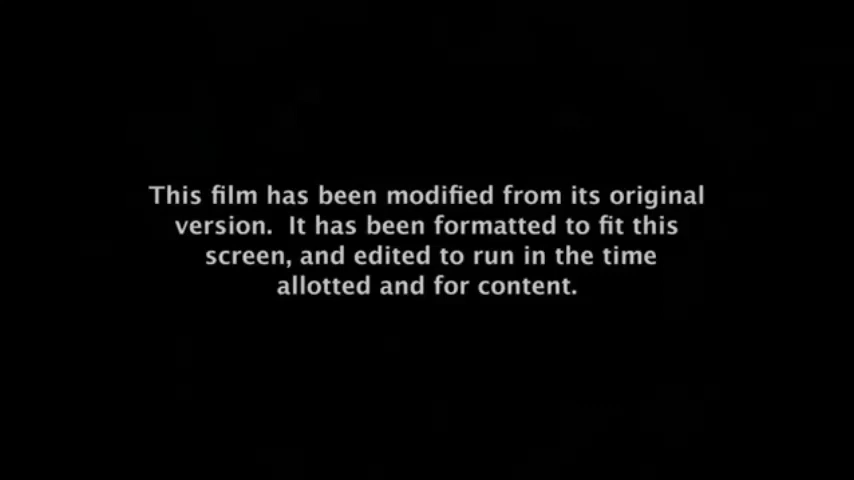 This film has been modified from its original
version.  It has been formatted to fit this
screen, and edited to run in the time
allotted and for content.